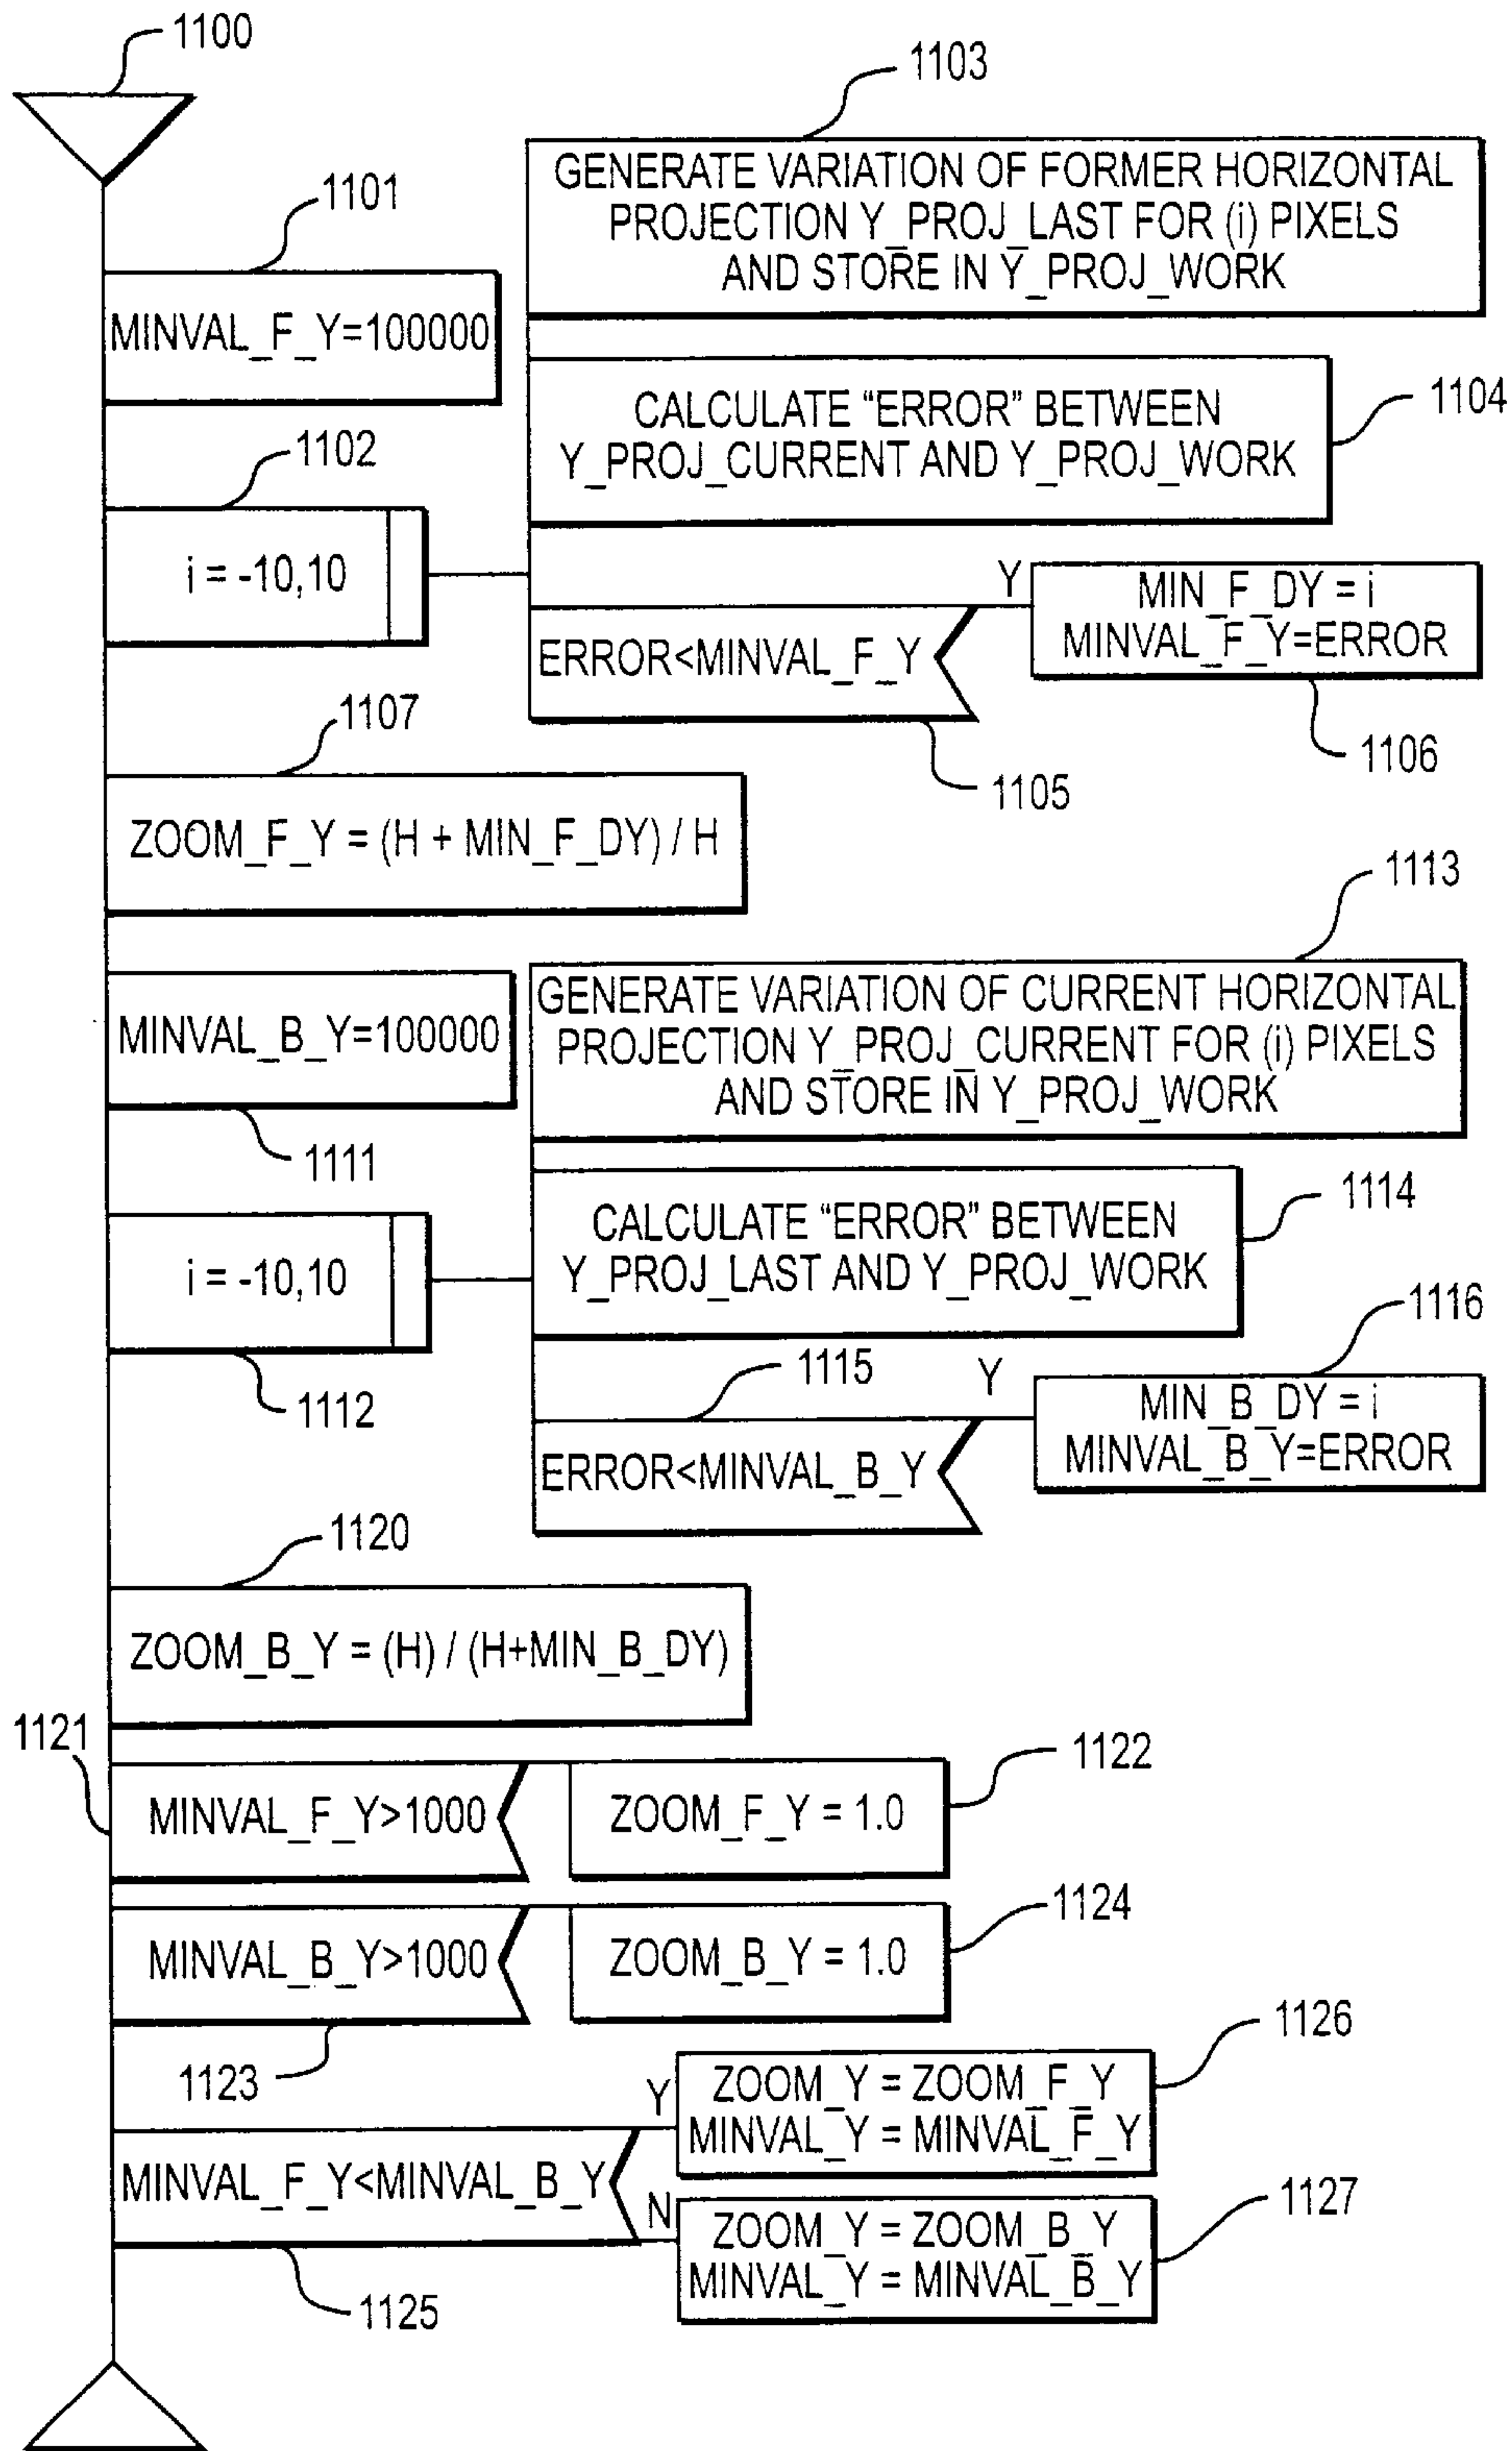 1100
1103
GENERATE VARIATION OF FORMER HORIZONTAL
PROJECTION Y_PROJ_LAST FOR (i) PIXELS
AND STORE IN Y_PROJ_WORK
1101
MINVAL_F_Y=100000
CALCULATE “ERROR” BETWEEN
Y_PROJ_CURRENT AND Y_PROJ_WORK
1104
1102
i = -10,10
Y
MIN_F_DY = i
MINVAL_F_Y=ERROR
ERROR<MINVAL_F_Y
1106
1105
1107
ZOOM_F_Y = (H + MIN_F_DY) / H
1113
MINVAL_B_Y=100000
GENERATE VARIATION OF CURRENT HORIZONTAL
PROJECTION Y_PROJ_CURRENT FOR (i) PIXELS
AND STORE IN Y_PROJ_WORK
1111
CALCULATE “ERROR” BETWEEN
Y_PROJ_LAST AND Y_PROJ_WORK
1114
i = -10,10
1112
1116
1115
Y
MIN_B_DY = i
MINVAL_B_Y=ERROR
ERROR<MINVAL_B_Y
1120
ZOOM_B_Y = (H) / (H+MIN_B_DY)
1121
MINVAL_F_Y>1000
ZOOM_F_Y = 1.0
1122
MINVAL_B_Y>1000
ZOOM_B_Y = 1.0
1124
1123
1126
Y
ZOOM_Y = ZOOM_F_Y
MINVAL_Y = MINVAL_F_Y
MINVAL_F_Y<MINVAL_B_Y
N
ZOOM_Y = ZOOM_B_Y
MINVAL_Y = MINVAL_B_Y
1127
1125